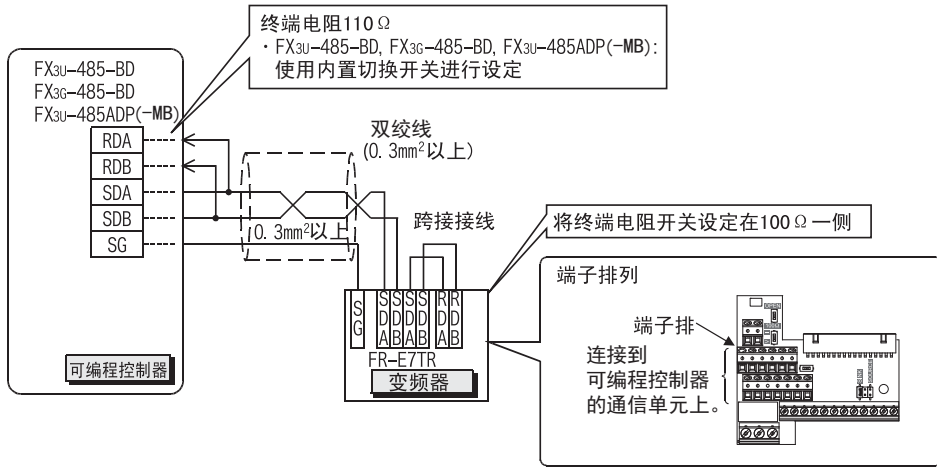 终端电阻110Ω
·FX3U-485-BD, FX3G-485-BD, FX3U-485ADP(-MB):
使用内置切换开关进行设定
FX3U-485-BD
FX3G-485-BD
FX3U-485ADP(-MB)
RDA
RDB
SDA
SDB
SG
可编程控制器
双绞线
(0.3mm²以上)
0.3mm²以上
跨接接线
SG
SDA
SDB
SDA
SDB
RDA
RDB
FR-E7TR
变频器
将终端电阻开关设定在100Ω一侧
端子排列
端子排
连接到
可编程控制器
的通信单元上。